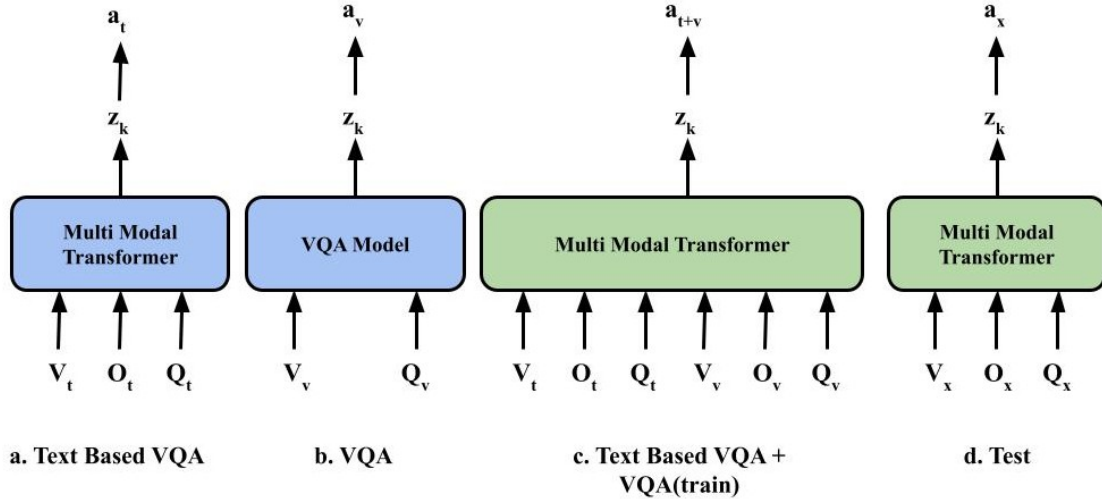 a_t a_v a_{t+v} a_x
z_k z_k z_k z_k
Multi Modal
Transformer
VQA Model
Multi Modal Transformer
Multi Modal
Transformer
V_t O_t Q_t V_v Q_v V_t O_t Q_t V_v O_v Q_v V_x O_x Q_x
a. Text Based VQA
b. VQA
c. Text Based VQA +
VQA(train)
d. Test